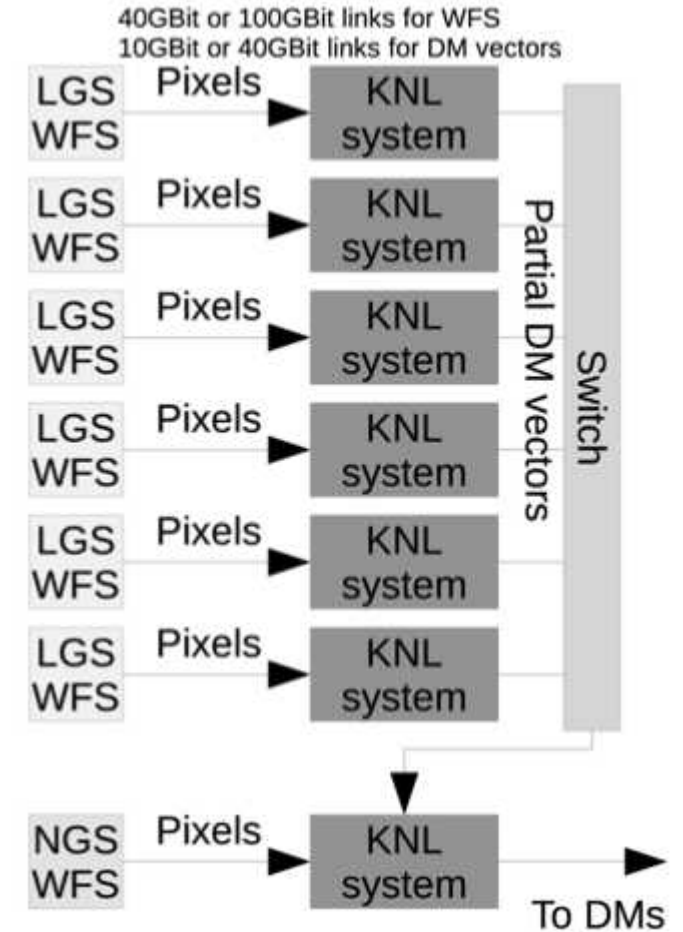 40GBit or 100GBit links for WFS
10GBit or 40GBit links for DM vectors
LGS
WFS
Pixels
KNL
system
LGS
WFS
Pixels
KNL
system
LGS
WFS
Pixels
KNL
system
LGS
WFS
Pixels
KNL
system
LGS
WFS
Pixels
KNL
system
LGS
WFS
Pixels
KNL
system
Partial DM vectors
Switch
NGS
WFS
Pixels
KNL
system
To DMs